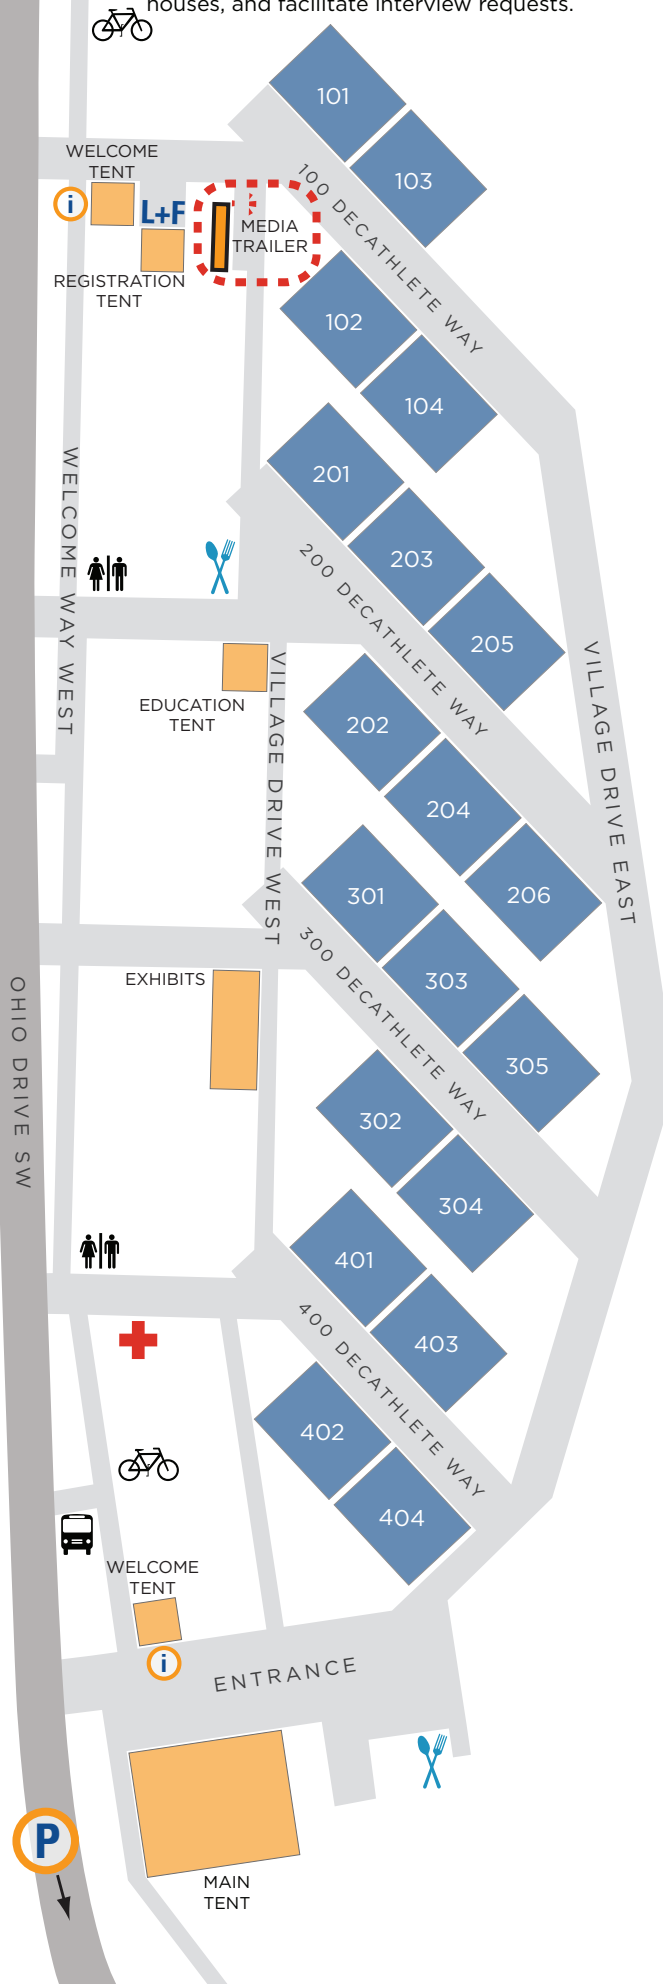 houses, and facilitate interview requests.
101
103
100 DECATHLETE WAY
WELCOME
TENT
i
L+F
MEDIA
TRAILER
REGISTRATION
TENT
102
104
201
203
205
200 DECATHLETE WAY
WELCOME WAY WEST
EDUCATION
TENT
VILLAGE DRIVE WEST
VILLAGE DRIVE EAST
202
204
206
301
303
305
300 DECATHLETE WAY
EXHIBITS
OHIO DRIVE SW
302
304
401
403
400 DECATHLETE WAY
402
404
WELCOME
TENT
i
ENTRANCE
P
MAIN
TENT